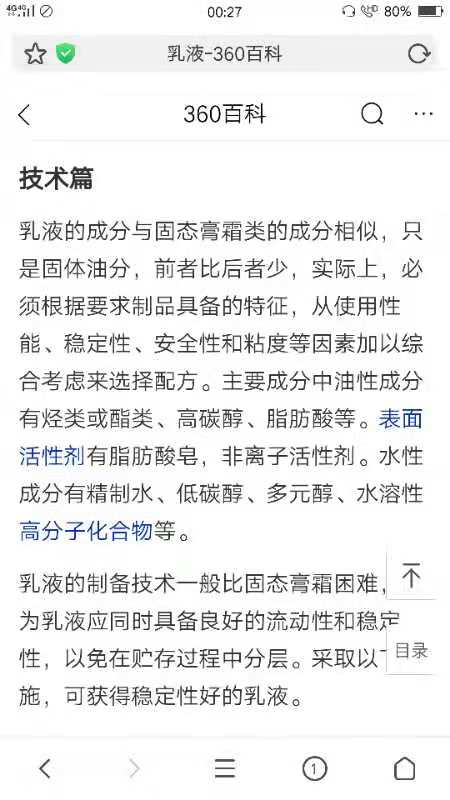 4G 4G 00:27 HD 80%
乳液-360百科
360百科
技术篇
乳液的成分与固态膏霜类的成分相似，只
是固体油分，前者比后者少，实际上，必
须根据要求制品具备的特征，从使用性
能、稳定性、安全性和粘度等因素加以综
合考虑来选择配方。主要成分中油性成分
有烃类或酯类、高碳醇、脂肪酸等。表面
活性剂有脂肪酸皂，非离子活性剂。水性
成分有精制水、低碳醇、多元醇、水溶性
高分子化合物等。
乳液的制备技术一般比固态膏霜困难，
为乳液应同时具备良好的流动性和稳定
性，以免在贮存过程中分层。采取以
目录
施，可获得稳定性好的乳液。
1